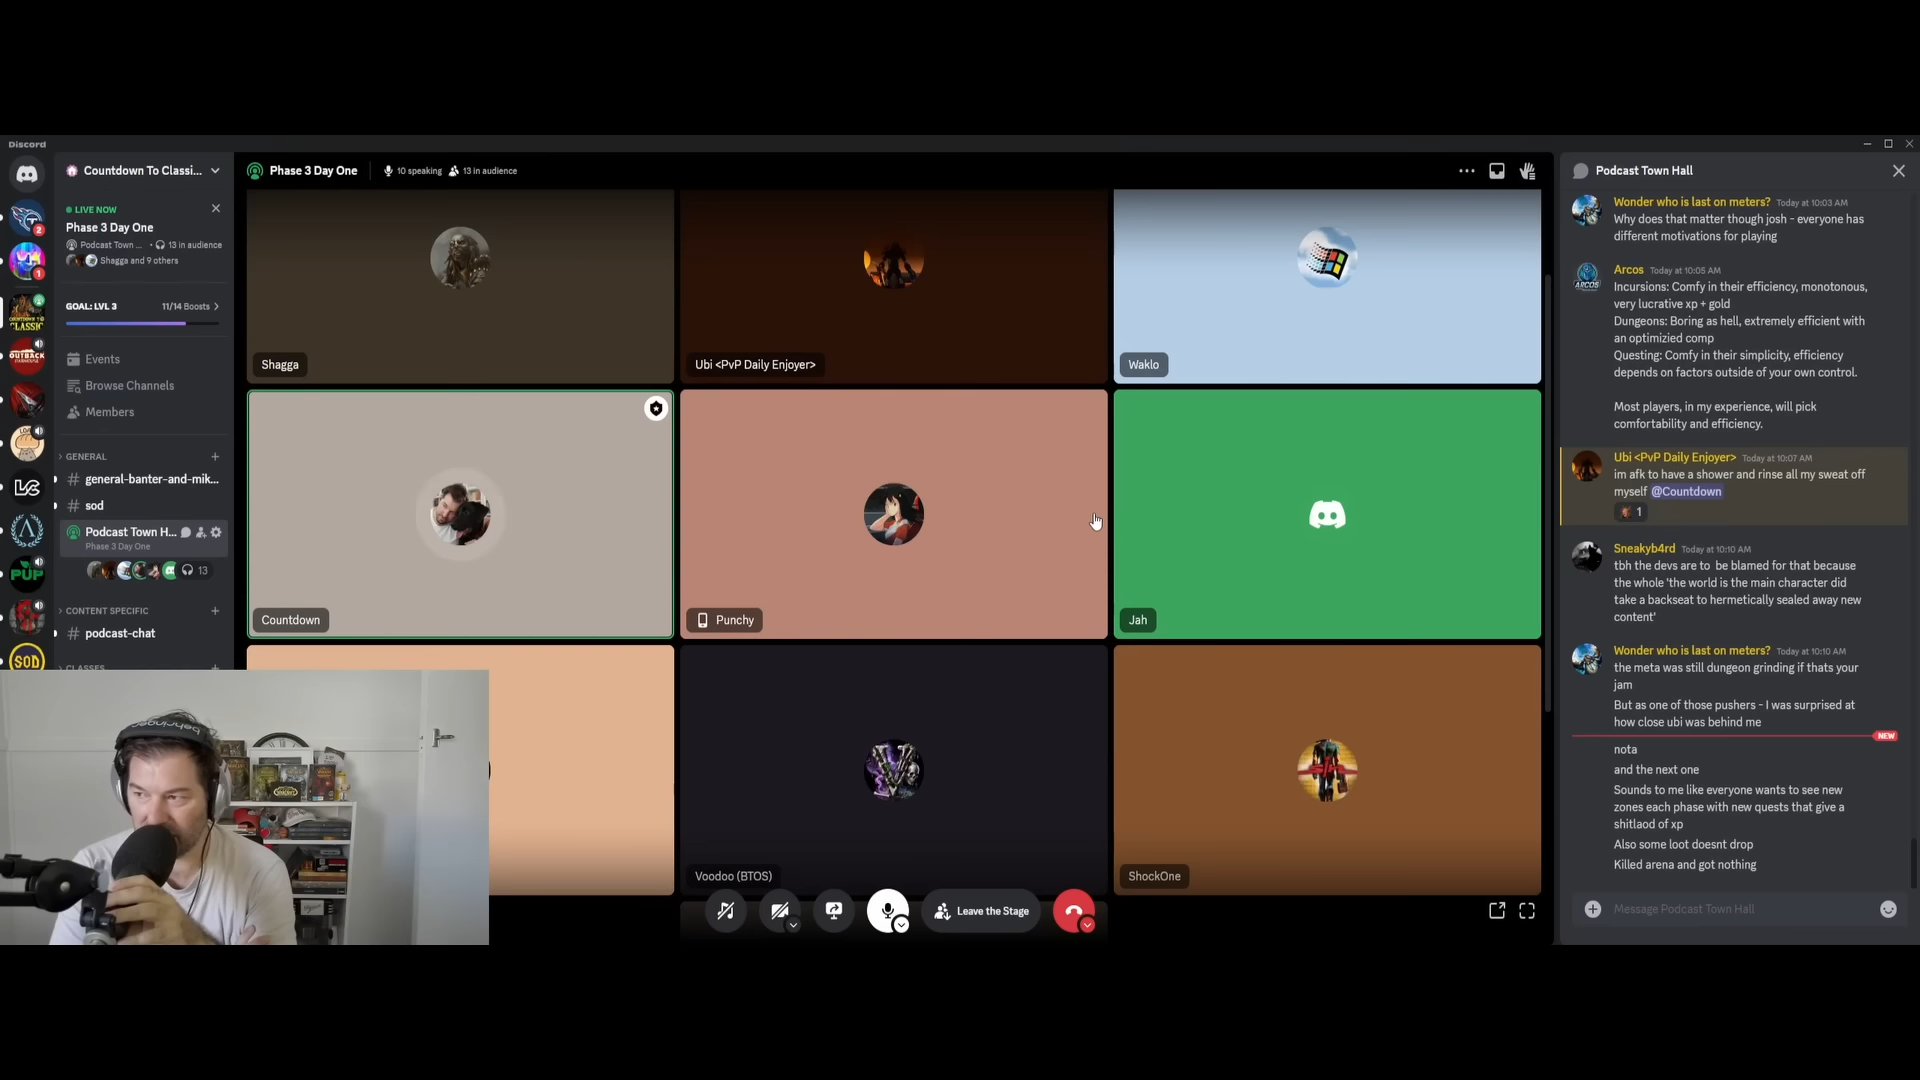 Discord
Countdown To Classi...
LIVE NOW
Phase 3 Day One
Podcast Town ... • 13 in audience
Shagga and 9 others
GOAL: LVL 3 11/14 Boosts
Events
Browse Channels
Members
GENERAL
general-banter-and-mik...
sod
Podcast Town H...
Phase 3 Day One
13
CONTENT SPECIFIC
podcast-chat
CLASSES
2
1
COUNTDOWN TO
CLASSIC
OUTBACK
PUP
SOD
Phase 3 Day One
10 speaking 13 in audience
Shagga
Ubi <PvP Daily Enjoyer>
Waklo
Countdown
Punchy
Jah
Voodoo (BTOS)
ShockOne
Leave the Stage
behringer
Podcast Town Hall
Wonder who is last on meters? Today at 10:03 AM
Why does that matter though josh - everyone has
different motivations for playing
ARCOS
Arcos Today at 10:05 AM
Incursions: Comfy in their efficiency, monotonous,
very lucrative xp + gold
Dungeons: Boring as hell, extremely efficient with
an optimizied comp
Questing: Comfy in their simplicity, efficiency
depends on factors outside of your own control.
Most players, in my experience, will pick
comfortability and efficiency.
Ubi <PvP Daily Enjoyer> Today at 10:07 AM
im afk to have a shower and rinse all my sweat off
myself @Countdown
1
Sneakyb4rd Today at 10:10 AM
tbh the devs are to be blamed for that because
the whole 'the world is the main character did
take a backseat to hermetically sealed away new
content'
Wonder who is last on meters? Today at 10:10 AM
the meta was still dungeon grinding if thats your
jam
But as one of those pushers - I was surprised at
how close ubi was behind me
NEW
nota
and the next one
Sounds to me like everyone wants to see new
zones each phase with new quests that give a
shitlaod of xp
Also some loot doesnt drop
Killed arena and got nothing
Message Podcast Town Hall